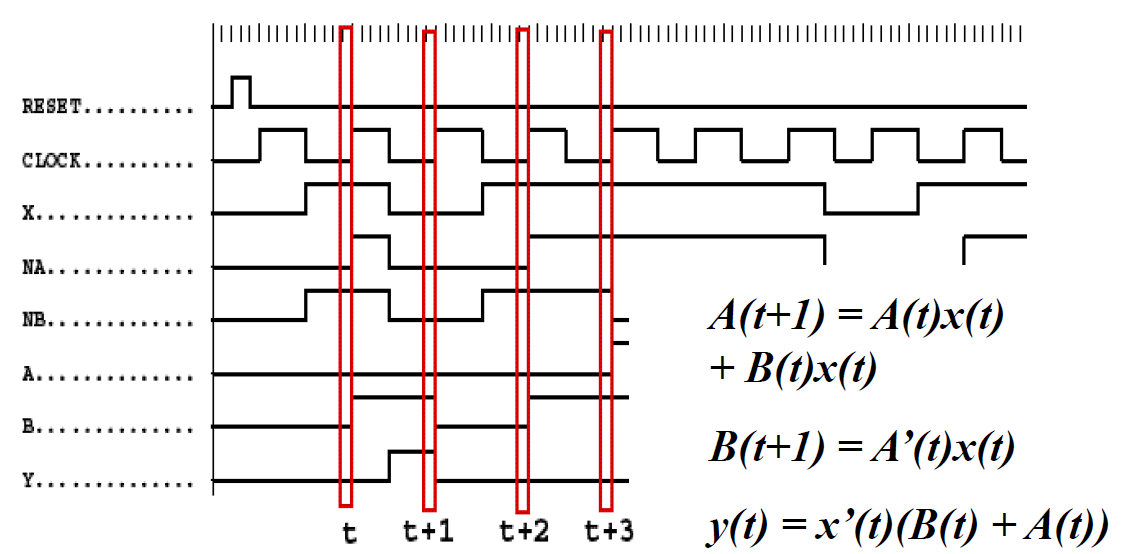 RESET..........
CLOCK..........
X..............
NA.............
NB.............
A..............
B..............
Y..............
t t+1 t+2 t+3
A(t+1) = A(t)x(t)
+ B(t)x(t)
B(t+1) = A’(t)x(t)
y(t) = x’(t)(B(t) + A(t))